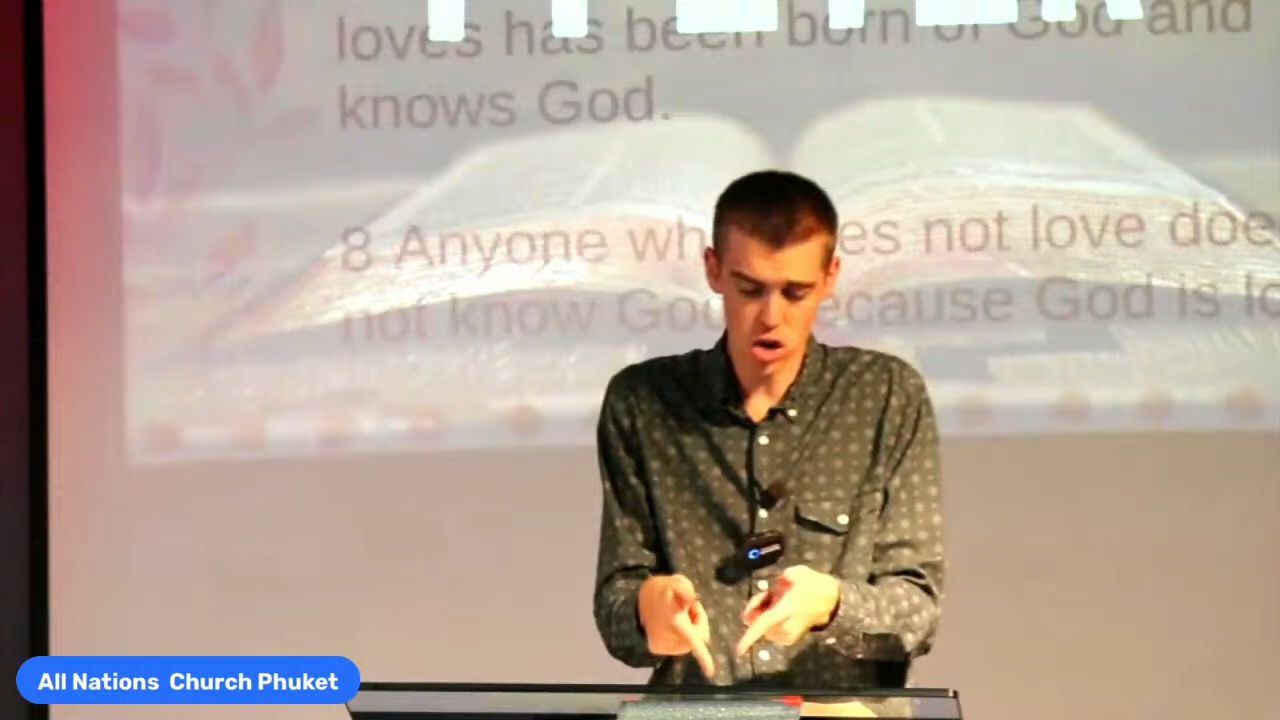 loves has been born of God and
knows God.
8 Anyone wh es not love doe
not know Go ecause God is lo
All Nations Church Phuket